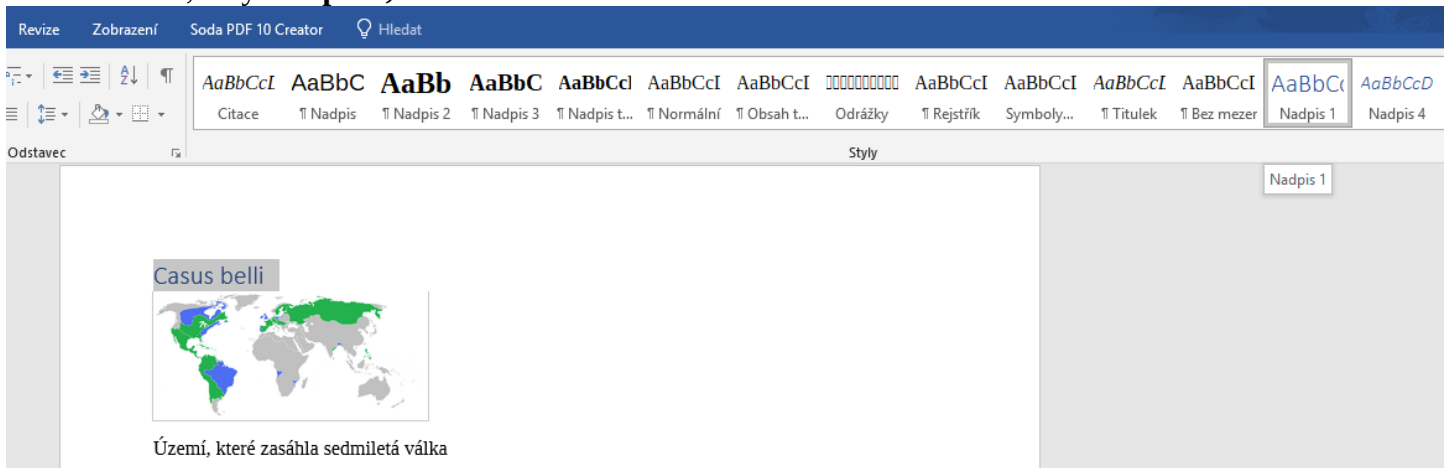 Revize Zobrazení Soda PDF 10 Creator Hledat
AaBbCcI AaBbC AaBb AaBbC AaBbCcl AaBbCcI AaBbCcI AaBbCcI AaBbCcI AaBbCcI AaBbCcI AaBbCc AaBbCcD
Citace ¶ Nadpis ¶ Nadpis 2 ¶ Nadpis 3 ¶ Nadpis t... ¶ Normální ¶ Obsah t... Odrážky ¶ Rejstřík Symboly... ¶ Titulek ¶ Bez mezer Nadpis 1 Nadpis 4
Odstavec Styly
Nadpis 1
Casus belli
Území, které zasáhla sedmiletá válka